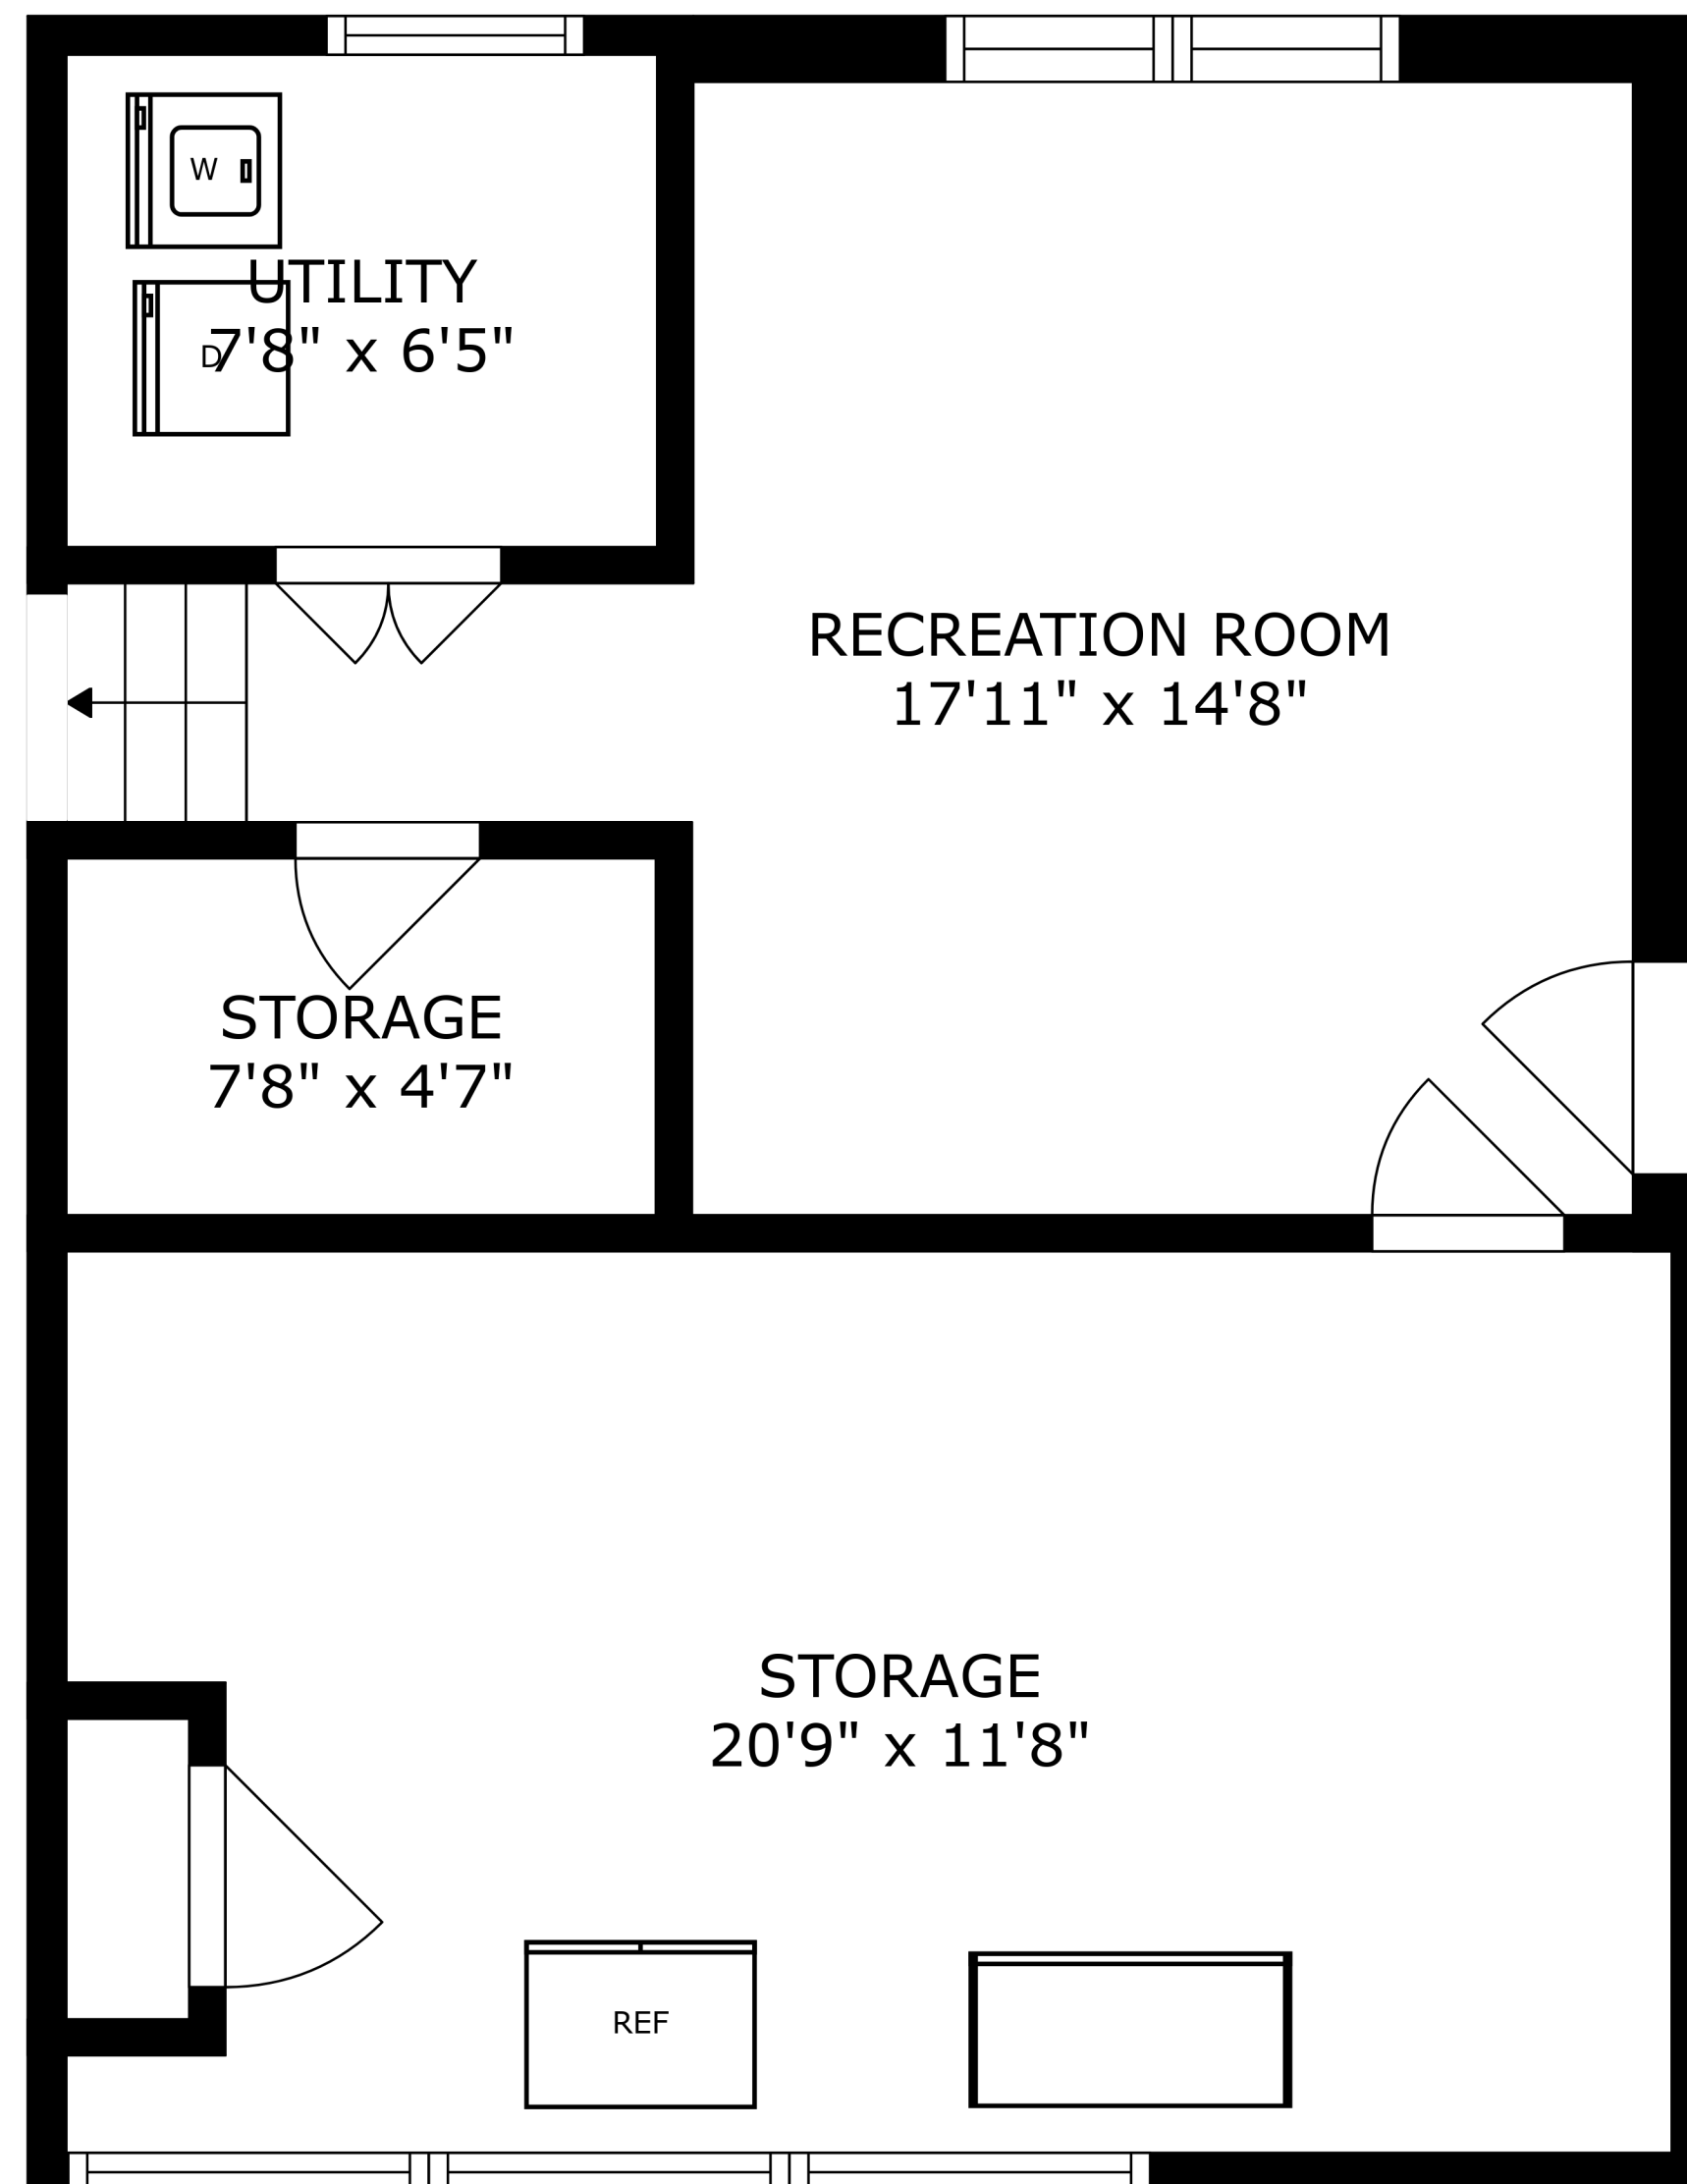 W
UTILITY
D
7'8" x 6'5"
RECREATION ROOM
17'11" x 14'8"
STORAGE
7'8" x 4'7"
STORAGE
20'9" x 11'8"
REF